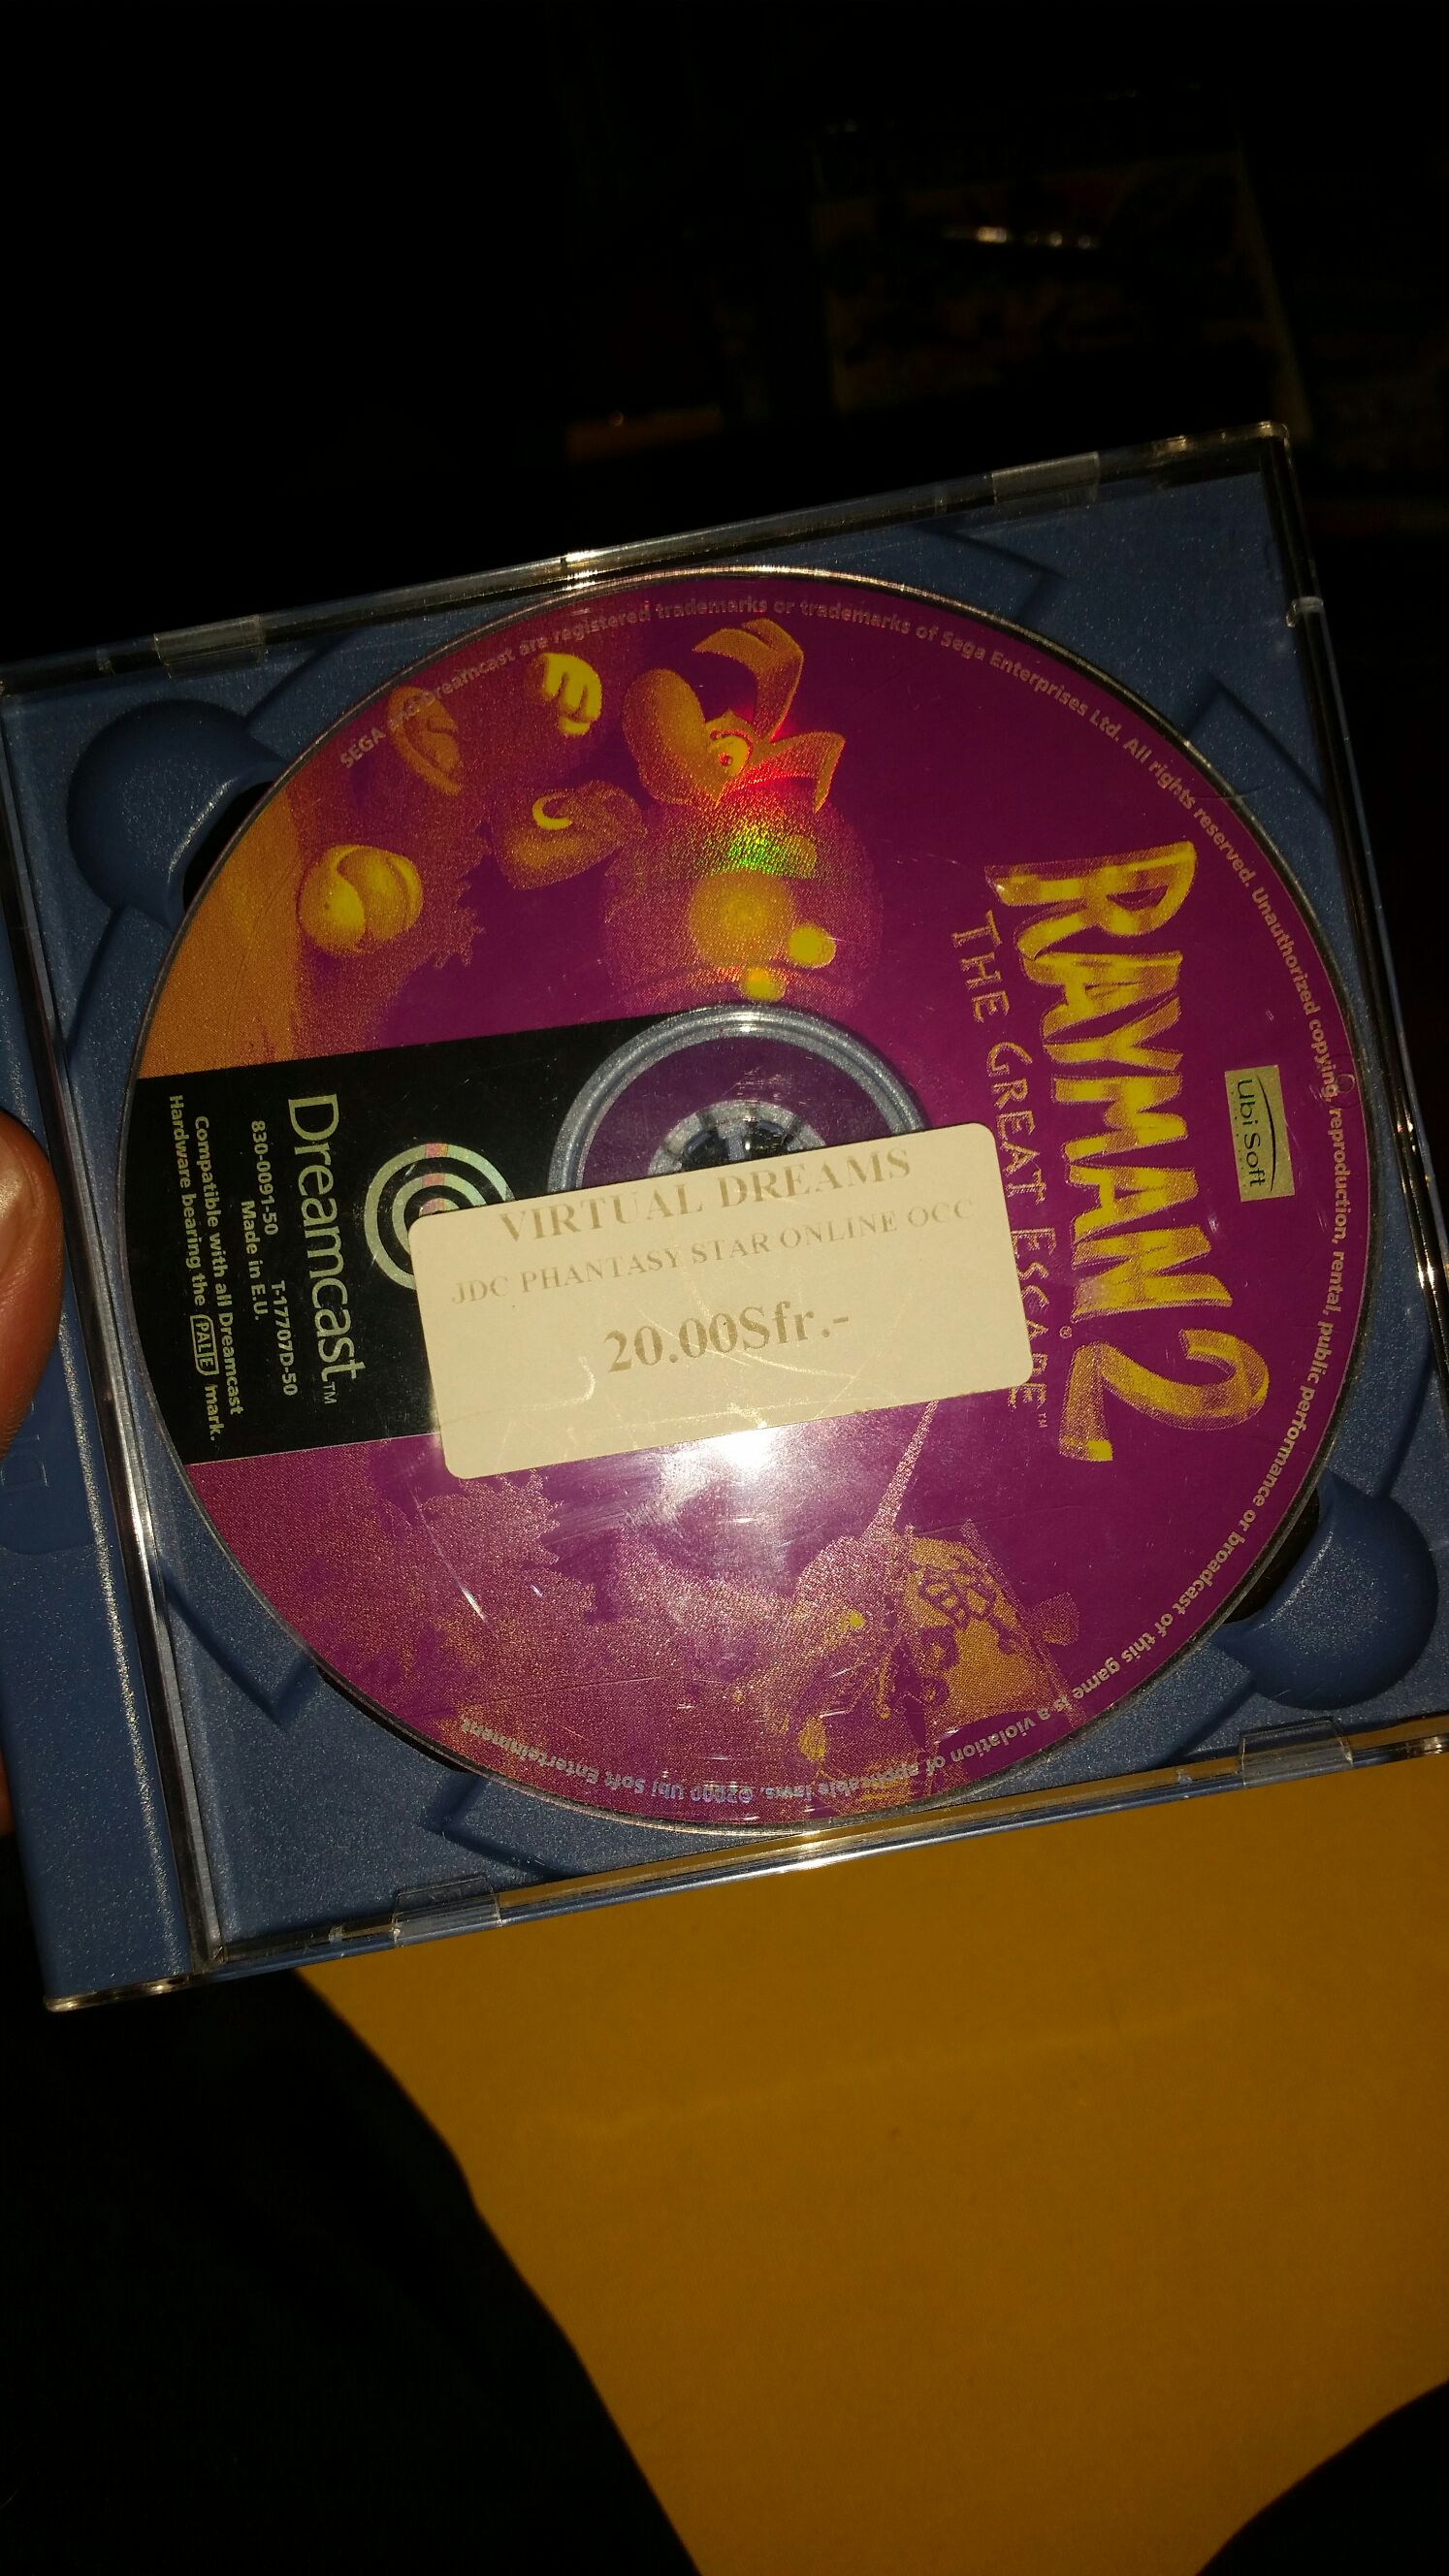 SEGA and Dreamcast are registered trademarks or trademarks of Sega Enterprises Ltd. All rights reserved. Unauthorized copying, reproduction, rental, public performance or broadcast of this game is a violation of applicable laws. ©2000 Ubi Soft Entertainment
Ubi Soft
RAYMAN 2
THE GREAT ESCAPE™
VIRTUAL DREAMS
JDC PHANTASY STAR ONLINE OCC
20.00Sfr.-
Dreamcast™
830-0091-50 T-17707D-50
Made in E.U.
Compatible with all Dreamcast
Hardware bearing the PAL/E mark.